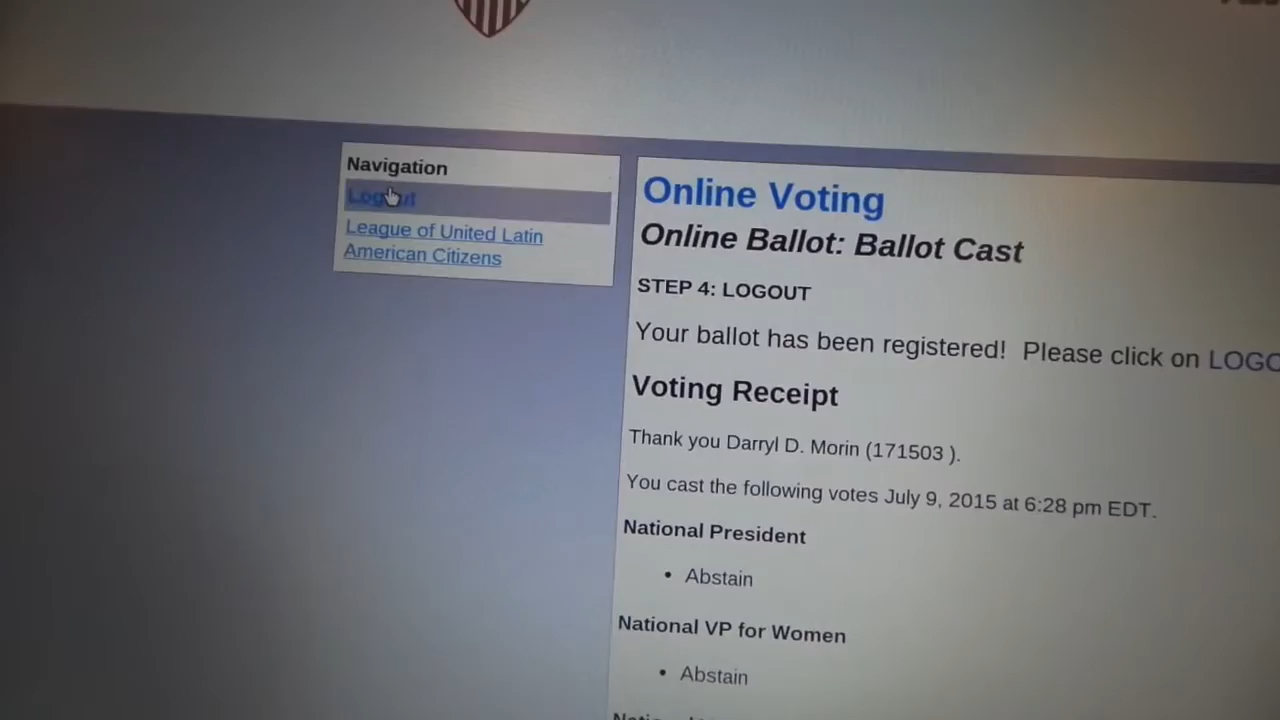 Navigation
Logout
League of United Latin
American Citizens
Online Voting
Online Ballot: Ballot Cast
STEP 4: LOGOUT
Your ballot has been registered!  Please click on LOGO
Voting Receipt
Thank you Darryl D. Morin (171503 ).
You cast the following votes July 9, 2015 at 6:28 pm EDT.
National President
• Abstain
National VP for Women
• Abstain